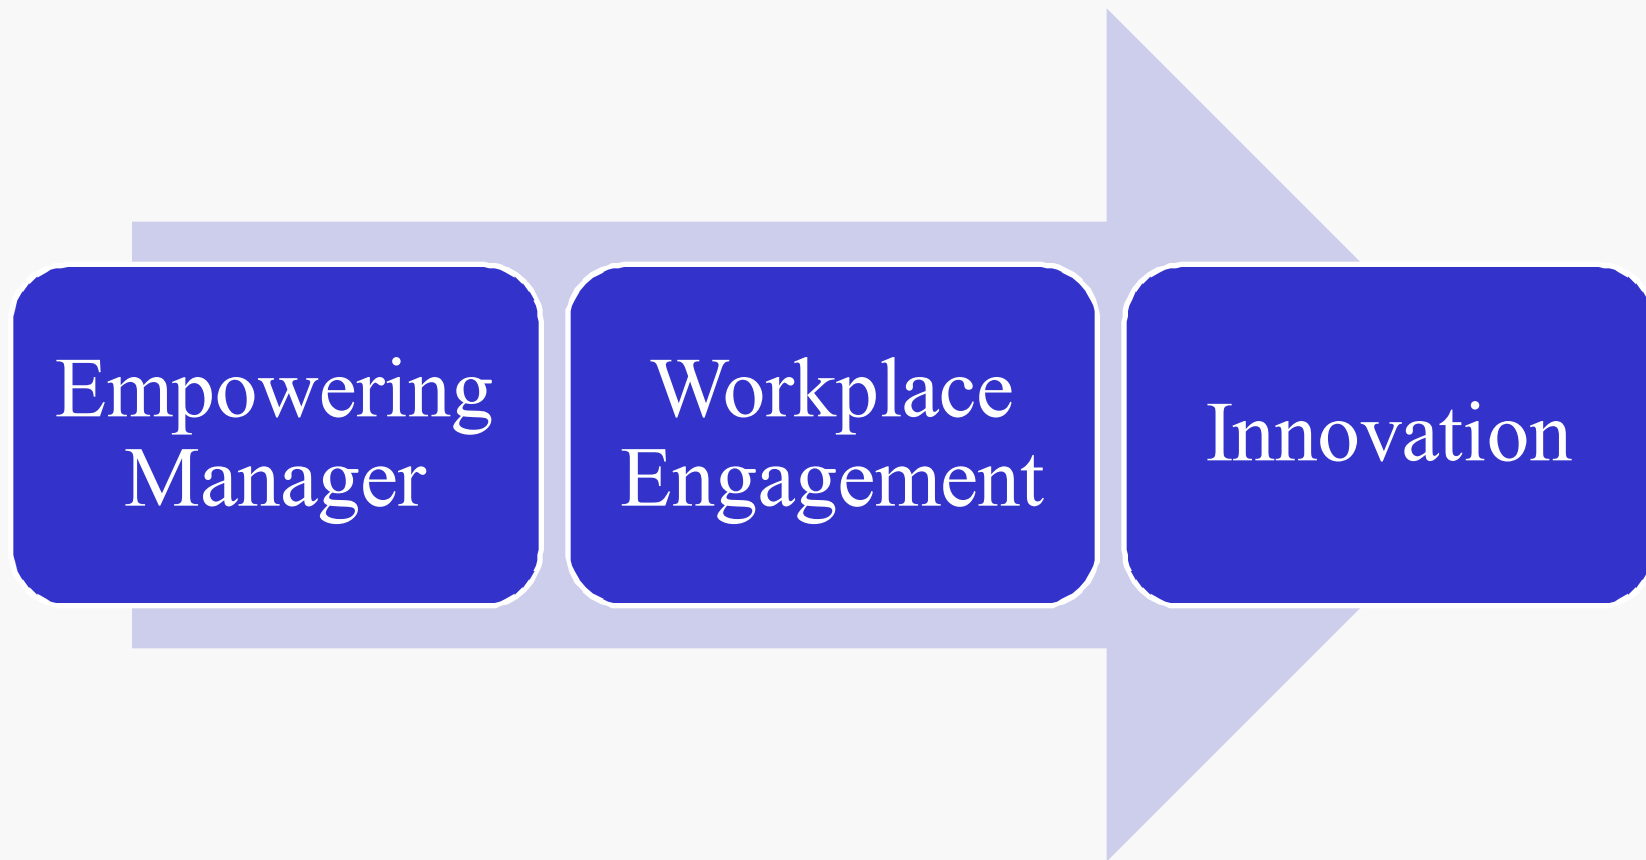 Empowering
Manager
Workplace
Engagement
Innovation